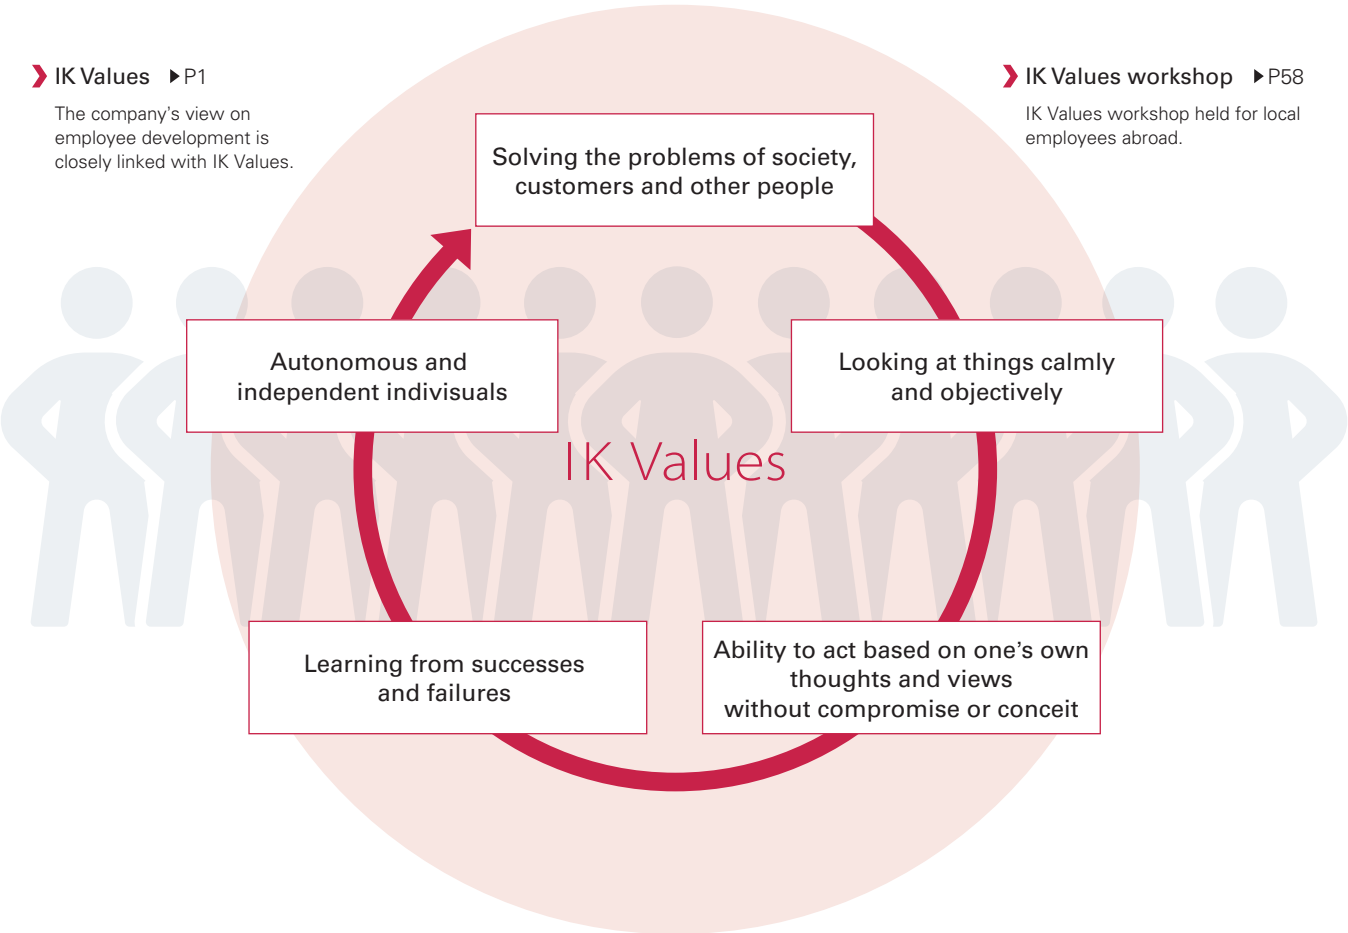 IK Values ▶P1
The company's view on
employee development is
closely linked with IK Values.
IK Values workshop ▶P58
IK Values workshop held for local
employees abroad.
Solving the problems of society,
customers and other people
Autonomous and
independent indivisuals
Looking at things calmly
and objectively
IK Values
Learning from successes
and failures
Ability to act based on one's own
thoughts and views
without compromise or conceit